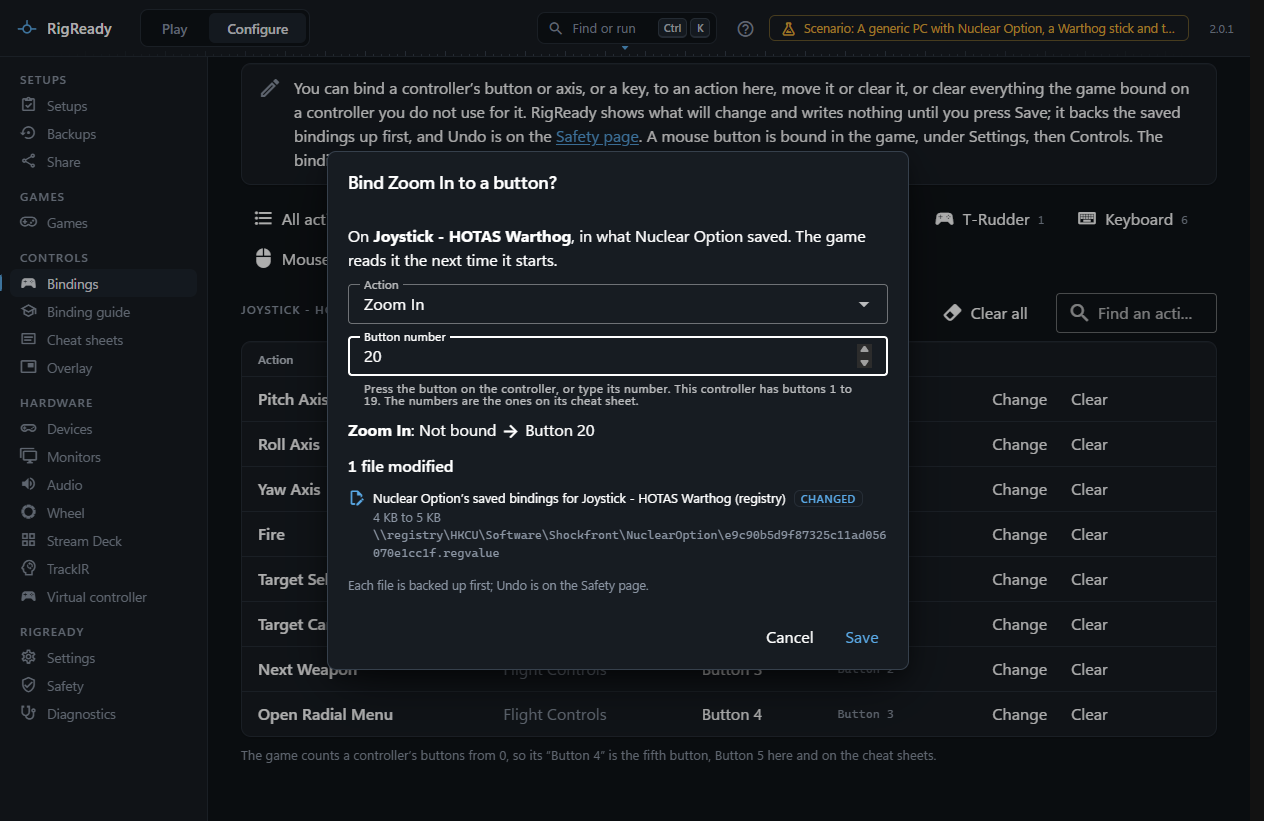 RigReady
Play
Configure
Find or run
Ctrl
K
Scenario: A generic PC with Nuclear Option, a Warthog stick and t...
2.0.1
SETUPS
Setups
Backups
Share
GAMES
Games
CONTROLS
Bindings
Binding guide
Cheat sheets
Overlay
HARDWARE
Devices
Monitors
Audio
Wheel
Stream Deck
TrackIR
Virtual controller
RIGREADY
Settings
Safety
Diagnostics
You can bind a controller's button or axis, or a key, to an action here, move it or clear it, or clear everything the game bound on
a controller you do not use for it. RigReady shows what will change and writes nothing until you press Save; it backs the saved
bindings up first, and Undo is on the Safety page. A mouse button is bound in the game, under Settings, then Controls. The
All
T-Rudder 1
Keyboard 6
Mouse
JOYSTICK -
Clear all
Find an acti...
Action
Pitch Axis
Change
Clear
Roll Axis
Change
Clear
Yaw Axis
Change
Clear
Fire
Change
Clear
Target
Change
Clear
Target
Change
Clear
Next Weapon
Flight Controls
Button 3
Button 2
Change
Clear
Open Radial Menu
Flight Controls
Button 4
Button 3
Change
Clear
The game counts a controller's buttons from 0, so its “Button 4” is the fifth button, Button 5 here and on the cheat sheets.
Bind Zoom In to a button?
On Joystick - HOTAS Warthog, in what Nuclear Option saved. The game
reads it the next time it starts.
Action
Zoom In
Button number
20
Press the button on the controller, or type its number. This controller has buttons 1 to
19. The numbers are the ones on its cheat sheet.
Zoom In: Not bound → Button 20
1 file modified
Nuclear Option's saved bindings for Joystick - HOTAS Warthog (registry)
CHANGED
4 KB to 5 KB
\\registry\HKCU\Software\Shockfront\NuclearOption\e9c90b5d9f87325c11ad056
070e1cc1f.regvalue
Each file is backed up first; Undo is on the Safety page.
Cancel
Save